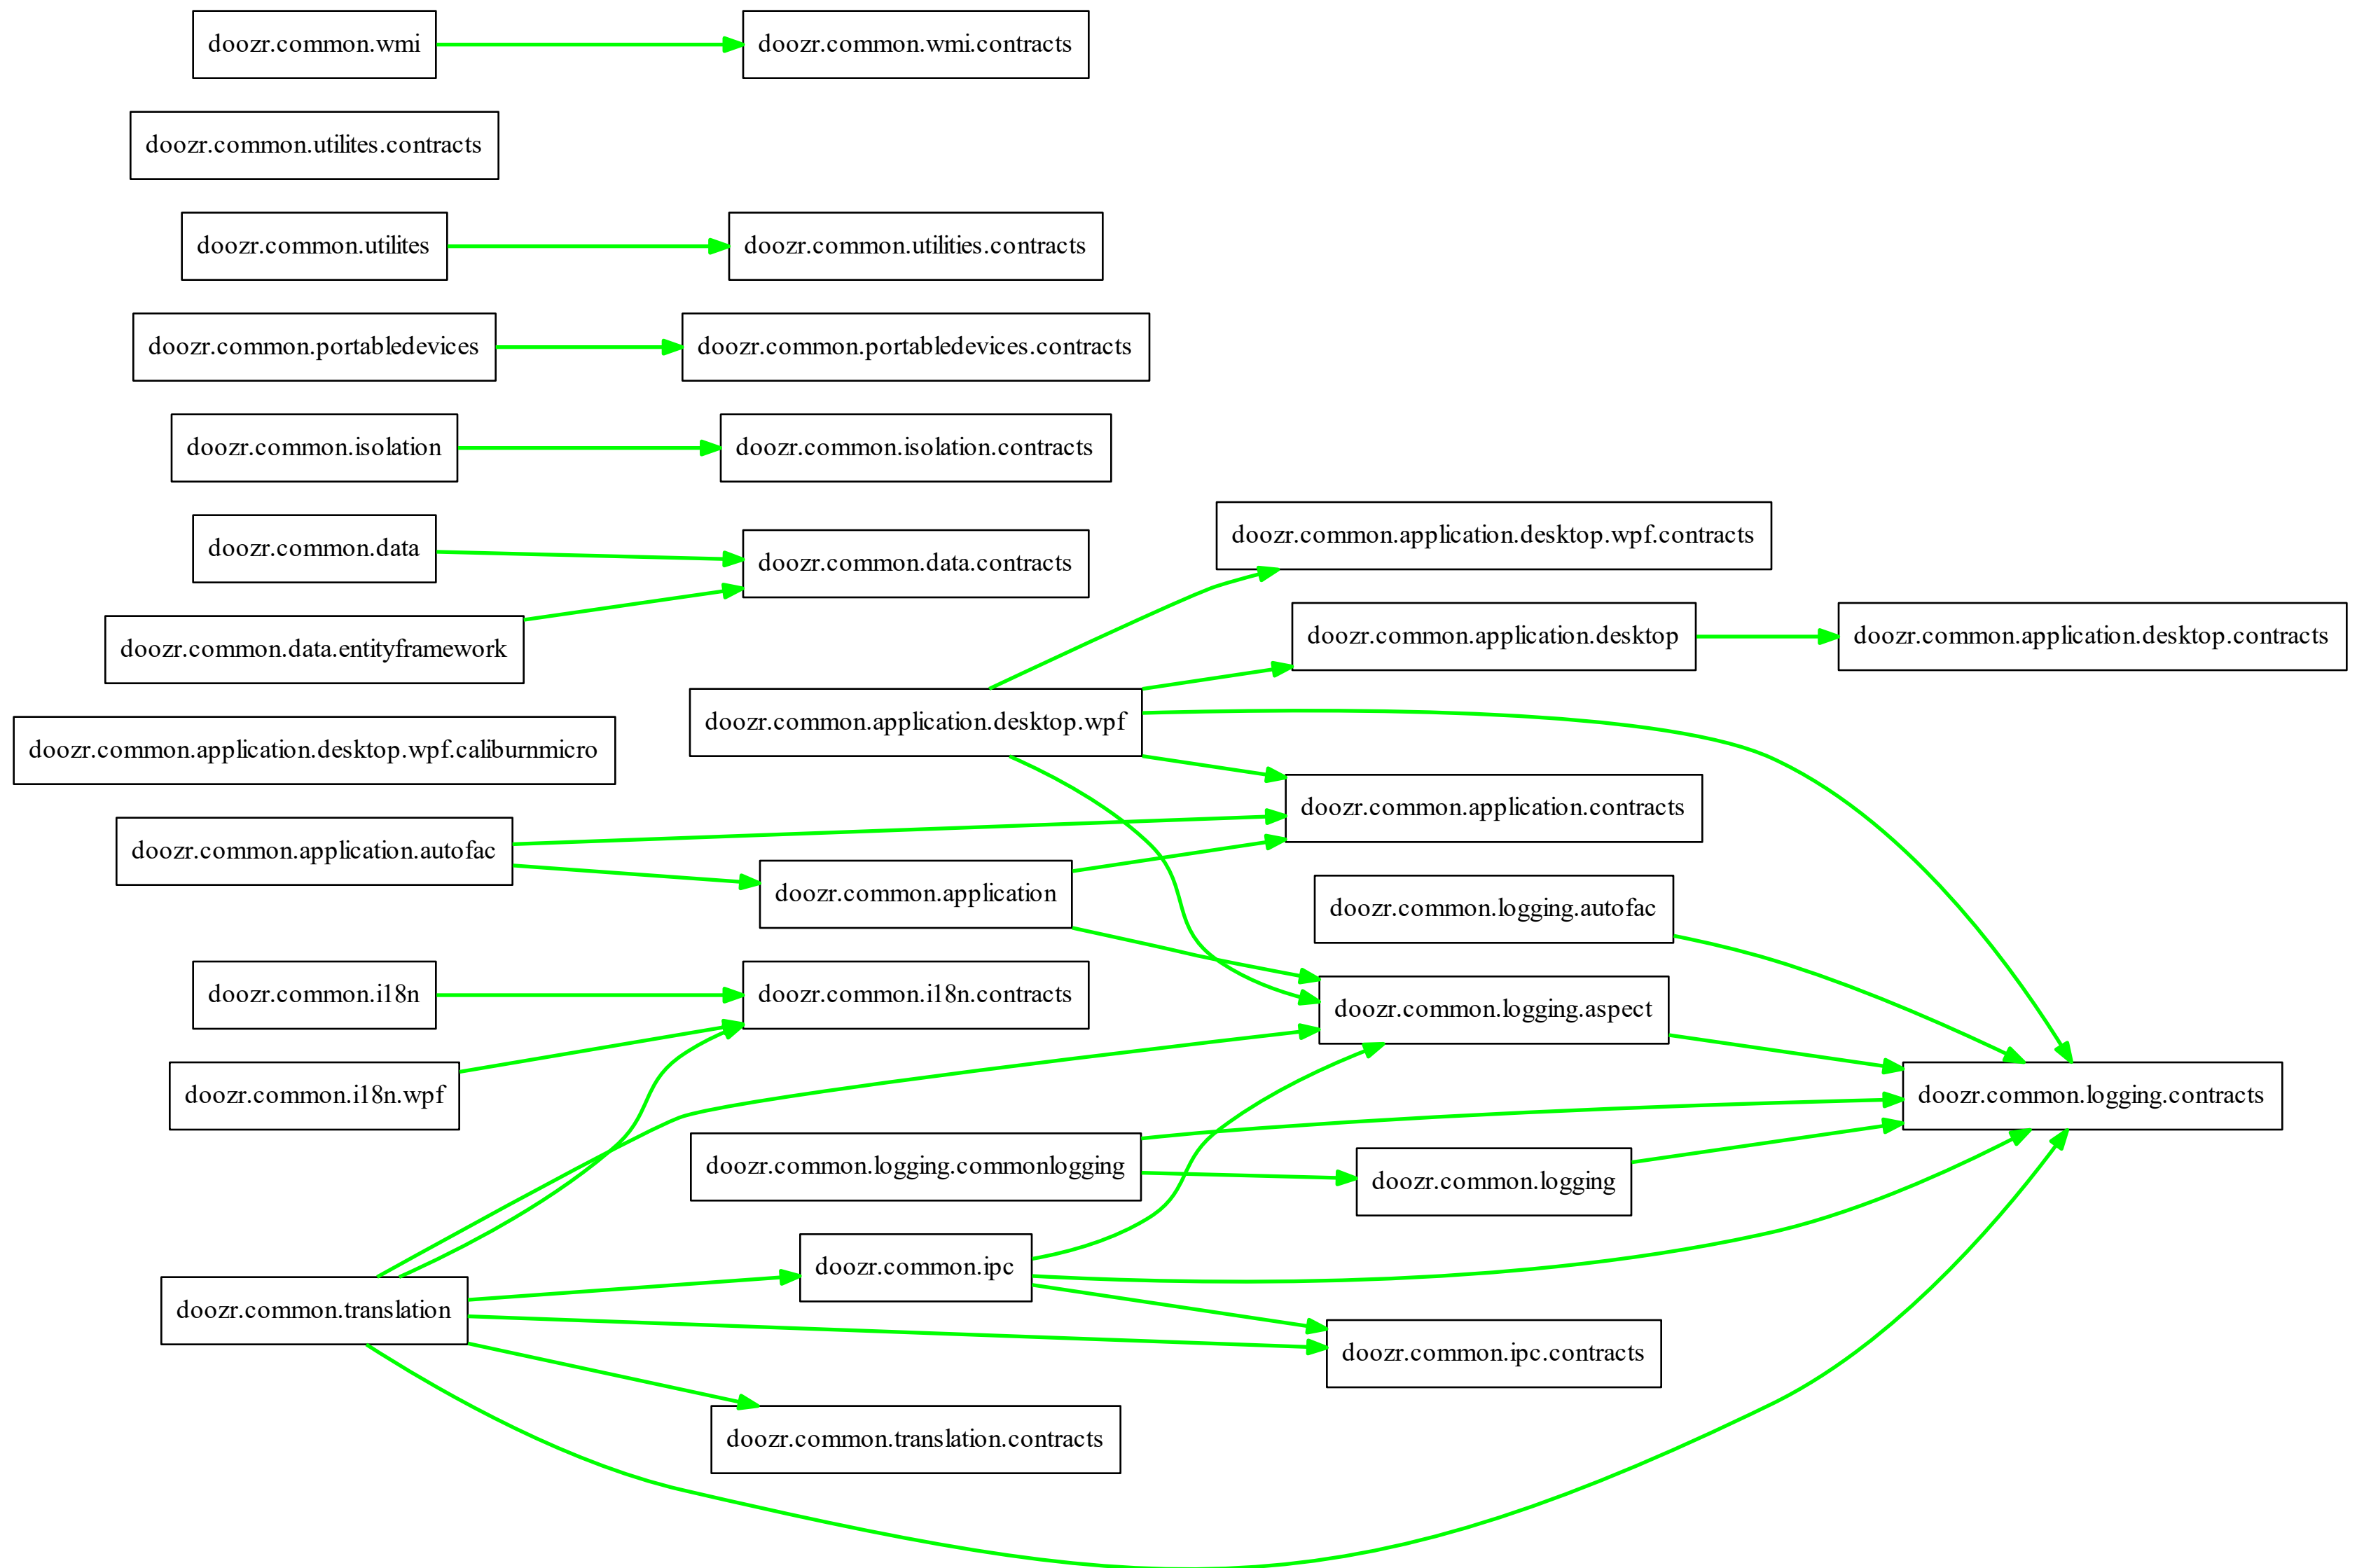 doozr.common.wmi
doozr.common.wmi.contracts
doozr.common.utilites.contracts
doozr.common.utilites
doozr.common.utilities.contracts
doozr.common.portabledevices
doozr.common.portabledevices.contracts
doozr.common.isolation
doozr.common.isolation.contracts
doozr.common.application.desktop.wpf.contracts
doozr.common.data
doozr.common.data.contracts
doozr.common.data.entityframework
doozr.common.application.desktop
doozr.common.application.desktop.contracts
doozr.common.application.desktop.wpf
doozr.common.application.desktop.wpf.caliburnmicro
doozr.common.application.contracts
doozr.common.application.autofac
doozr.common.application
doozr.common.logging.autofac
doozr.common.i18n
doozr.common.i18n.contracts
doozr.common.logging.aspect
doozr.common.i18n.wpf
doozr.common.logging.contracts
doozr.common.logging.commonlogging
doozr.common.logging
doozr.common.ipc
doozr.common.translation
doozr.common.ipc.contracts
doozr.common.translation.contracts